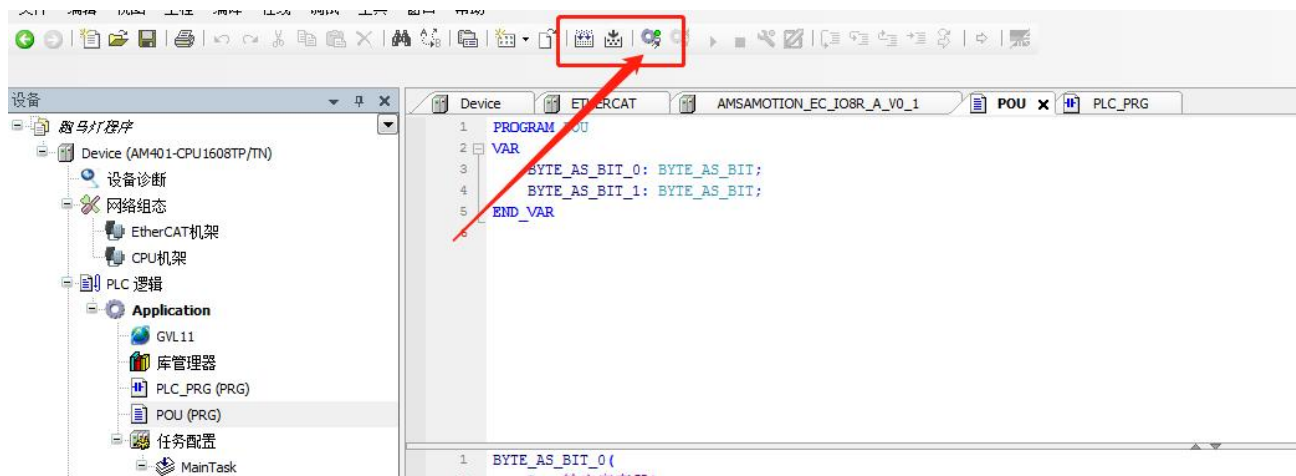 设备
跑马灯程序
Device (AM401-CPU1608TP/TN)
设备诊断
网络组态
EtherCAT机架
CPU机架
PLC 逻辑
Application
GVL11
库管理器
PLC_PRG (PRG)
POU (PRG)
任务配置
MainTask
Device
ETHERCAT
AMSAMOTION_EC_IO8R_A_V0_1
POU
PLC_PRG
1 PROGRAM POU
2 VAR
3 BYTE_AS_BIT_0: BYTE_AS_BIT;
4 BYTE_AS_BIT_1: BYTE_AS_BIT;
5 END_VAR
6
1 BYTE_AS_BIT_0(